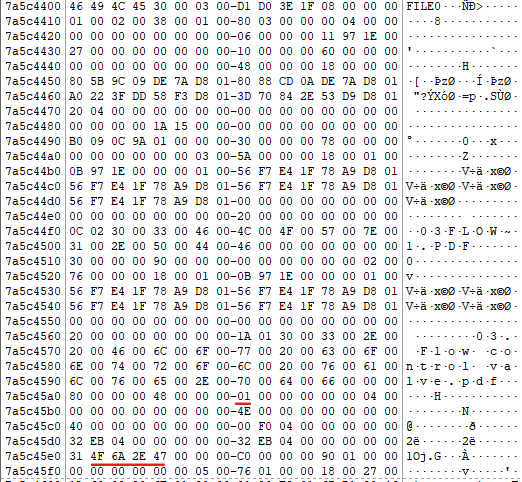 7a5c4400 46 49 4C 45 30 00 03 00-D1 D0 3E 1F 08 00 00 00 FILE0···ÑÐ>·····
7a5c4410 01 00 02 00 38 00 01 00-80 03 00 00 00 04 00 00 ····8···········
7a5c4420 00 00 00 00 00 00 00 00-06 00 00 00 11 97 1E 00 ················
7a5c4430 27 00 00 00 00 00 00 00-10 00 00 00 60 00 00 00 '···········`···
7a5c4440 00 00 00 00 00 00 00 00-48 00 00 00 18 00 00 00 ········H·······
7a5c4450 80 5B 9C 09 DE 7A D8 01-80 88 CD 0A DE 7A D8 01 ·[··ÞzØ···Í·ÞzØ·
7a5c4460 A0 22 3F DD 58 F3 D8 01-3D 70 84 2E 53 D9 D8 01 ·"?ÝXóØ·=p·.SÙØ·
7a5c4470 20 04 00 00 00 00 00 00-00 00 00 00 00 00 00 00 ···············
7a5c4480 00 00 00 00 1A 15 00 00-00 00 00 00 00 00 00 00 ················
7a5c4490 B0 09 0C 9A 01 00 00 00-30 00 00 00 78 00 00 00 °·······0···x···
7a5c44a0 00 00 00 00 00 00 03 00-5A 00 00 00 18 00 01 00 ········Z·······
7a5c44b0 0B 97 1E 00 00 00 01 00-56 F7 E4 1F 78 A9 D8 01 ········V÷ä·x©Ø·
7a5c44c0 56 F7 E4 1F 78 A9 D8 01-56 F7 E4 1F 78 A9 D8 01 V÷ä·x©Ø·V÷ä·x©Ø·
7a5c44d0 56 F7 E4 1F 78 A9 D8 01-00 00 00 00 00 00 00 00 V÷ä·x©Ø·········
7a5c44e0 00 00 00 00 00 00 00 00-20 00 00 00 00 00 00 00 ········ ·······
7a5c44f0 0C 02 30 00 33 00 46 00-4C 00 4F 00 57 00 7E 00 ··0·3·F·L·O·W·~·
7a5c4500 31 00 2E 00 50 00 44 00-46 00 00 00 00 00 00 00 1·.·P·D·F·······
7a5c4510 30 00 00 00 90 00 00 00-00 00 00 00 00 00 02 00 0···············
7a5c4520 76 00 00 00 18 00 01 00-0B 97 1E 00 00 00 01 00 v···············
7a5c4530 56 F7 E4 1F 78 A9 D8 01-56 F7 E4 1F 78 A9 D8 01 V÷ä·x©Ø·V÷ä·x©Ø·
7a5c4540 56 F7 E4 1F 78 A9 D8 01-56 F7 E4 1F 78 A9 D8 01 V÷ä·x©Ø·V÷ä·x©Ø·
7a5c4550 00 00 00 00 00 00 00 00-00 00 00 00 00 00 00 00 ················
7a5c4560 20 00 00 00 00 00 00 00-1A 01 30 00 33 00 2E 00 ·········0·3·.·
7a5c4570 20 00 46 00 6C 00 6F 00-77 00 20 00 63 00 6F 00 ·F·l·o·w· ·c·o·
7a5c4580 6E 00 74 00 72 00 6F 00-6C 00 20 00 76 00 61 00 n·t·r·o·l· ·v·a·
7a5c4590 6C 00 76 00 65 00 2E 00-70 00 64 00 66 00 00 00 l·v·e·.·p·d·f···
7a5c45a0 80 00 00 00 48 00 00 00-01 00 00 00 00 00 04 00 ····H···········
7a5c45b0 00 00 00 00 00 00 00 00-4E 00 00 00 00 00 00 00 ········N·······
7a5c45c0 40 00 00 00 00 00 00 00-00 F0 04 00 00 00 00 00 @········ð······
7a5c45d0 32 EB 04 00 00 00 00 00-32 EB 04 00 00 00 00 00 2ë······2ë······
7a5c45e0 31 4F 6A 2E 47 00 00 00-C0 00 00 00 90 01 00 00 1Oj.G···À·······
7a5c45f0 00 00 00 00 00 00 05 00-76 01 00 00 18 00 27 00 ········v·····'·